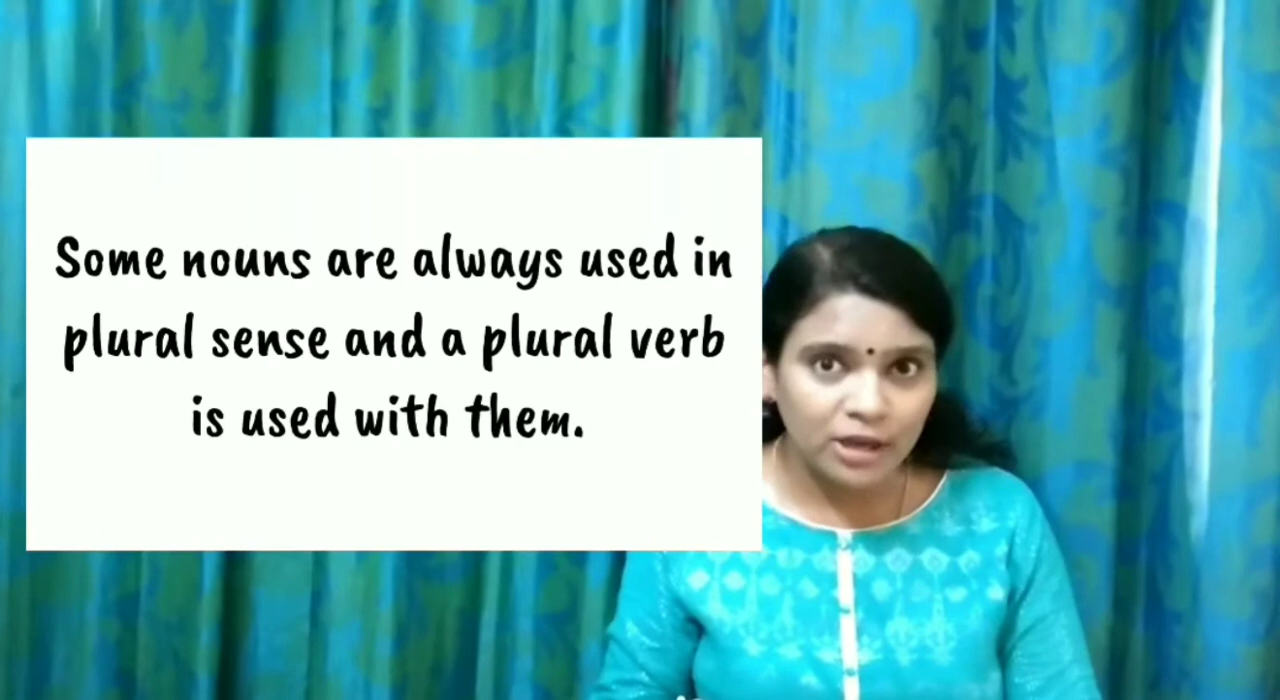 Some nouns are always used in
plural sense and a plural verb
is used with them.